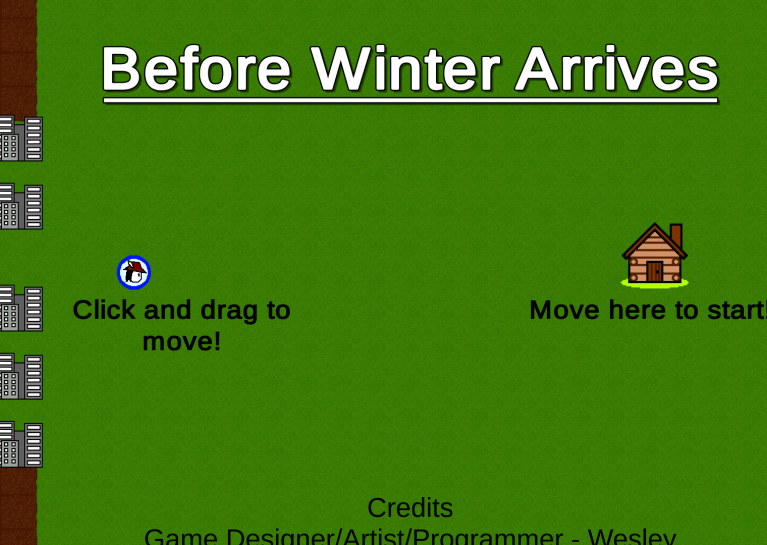 Before Winter Arrives
Click and drag to
move!
Move here to start!
Credits
Game Designer/Artist/Programmer - Wesley